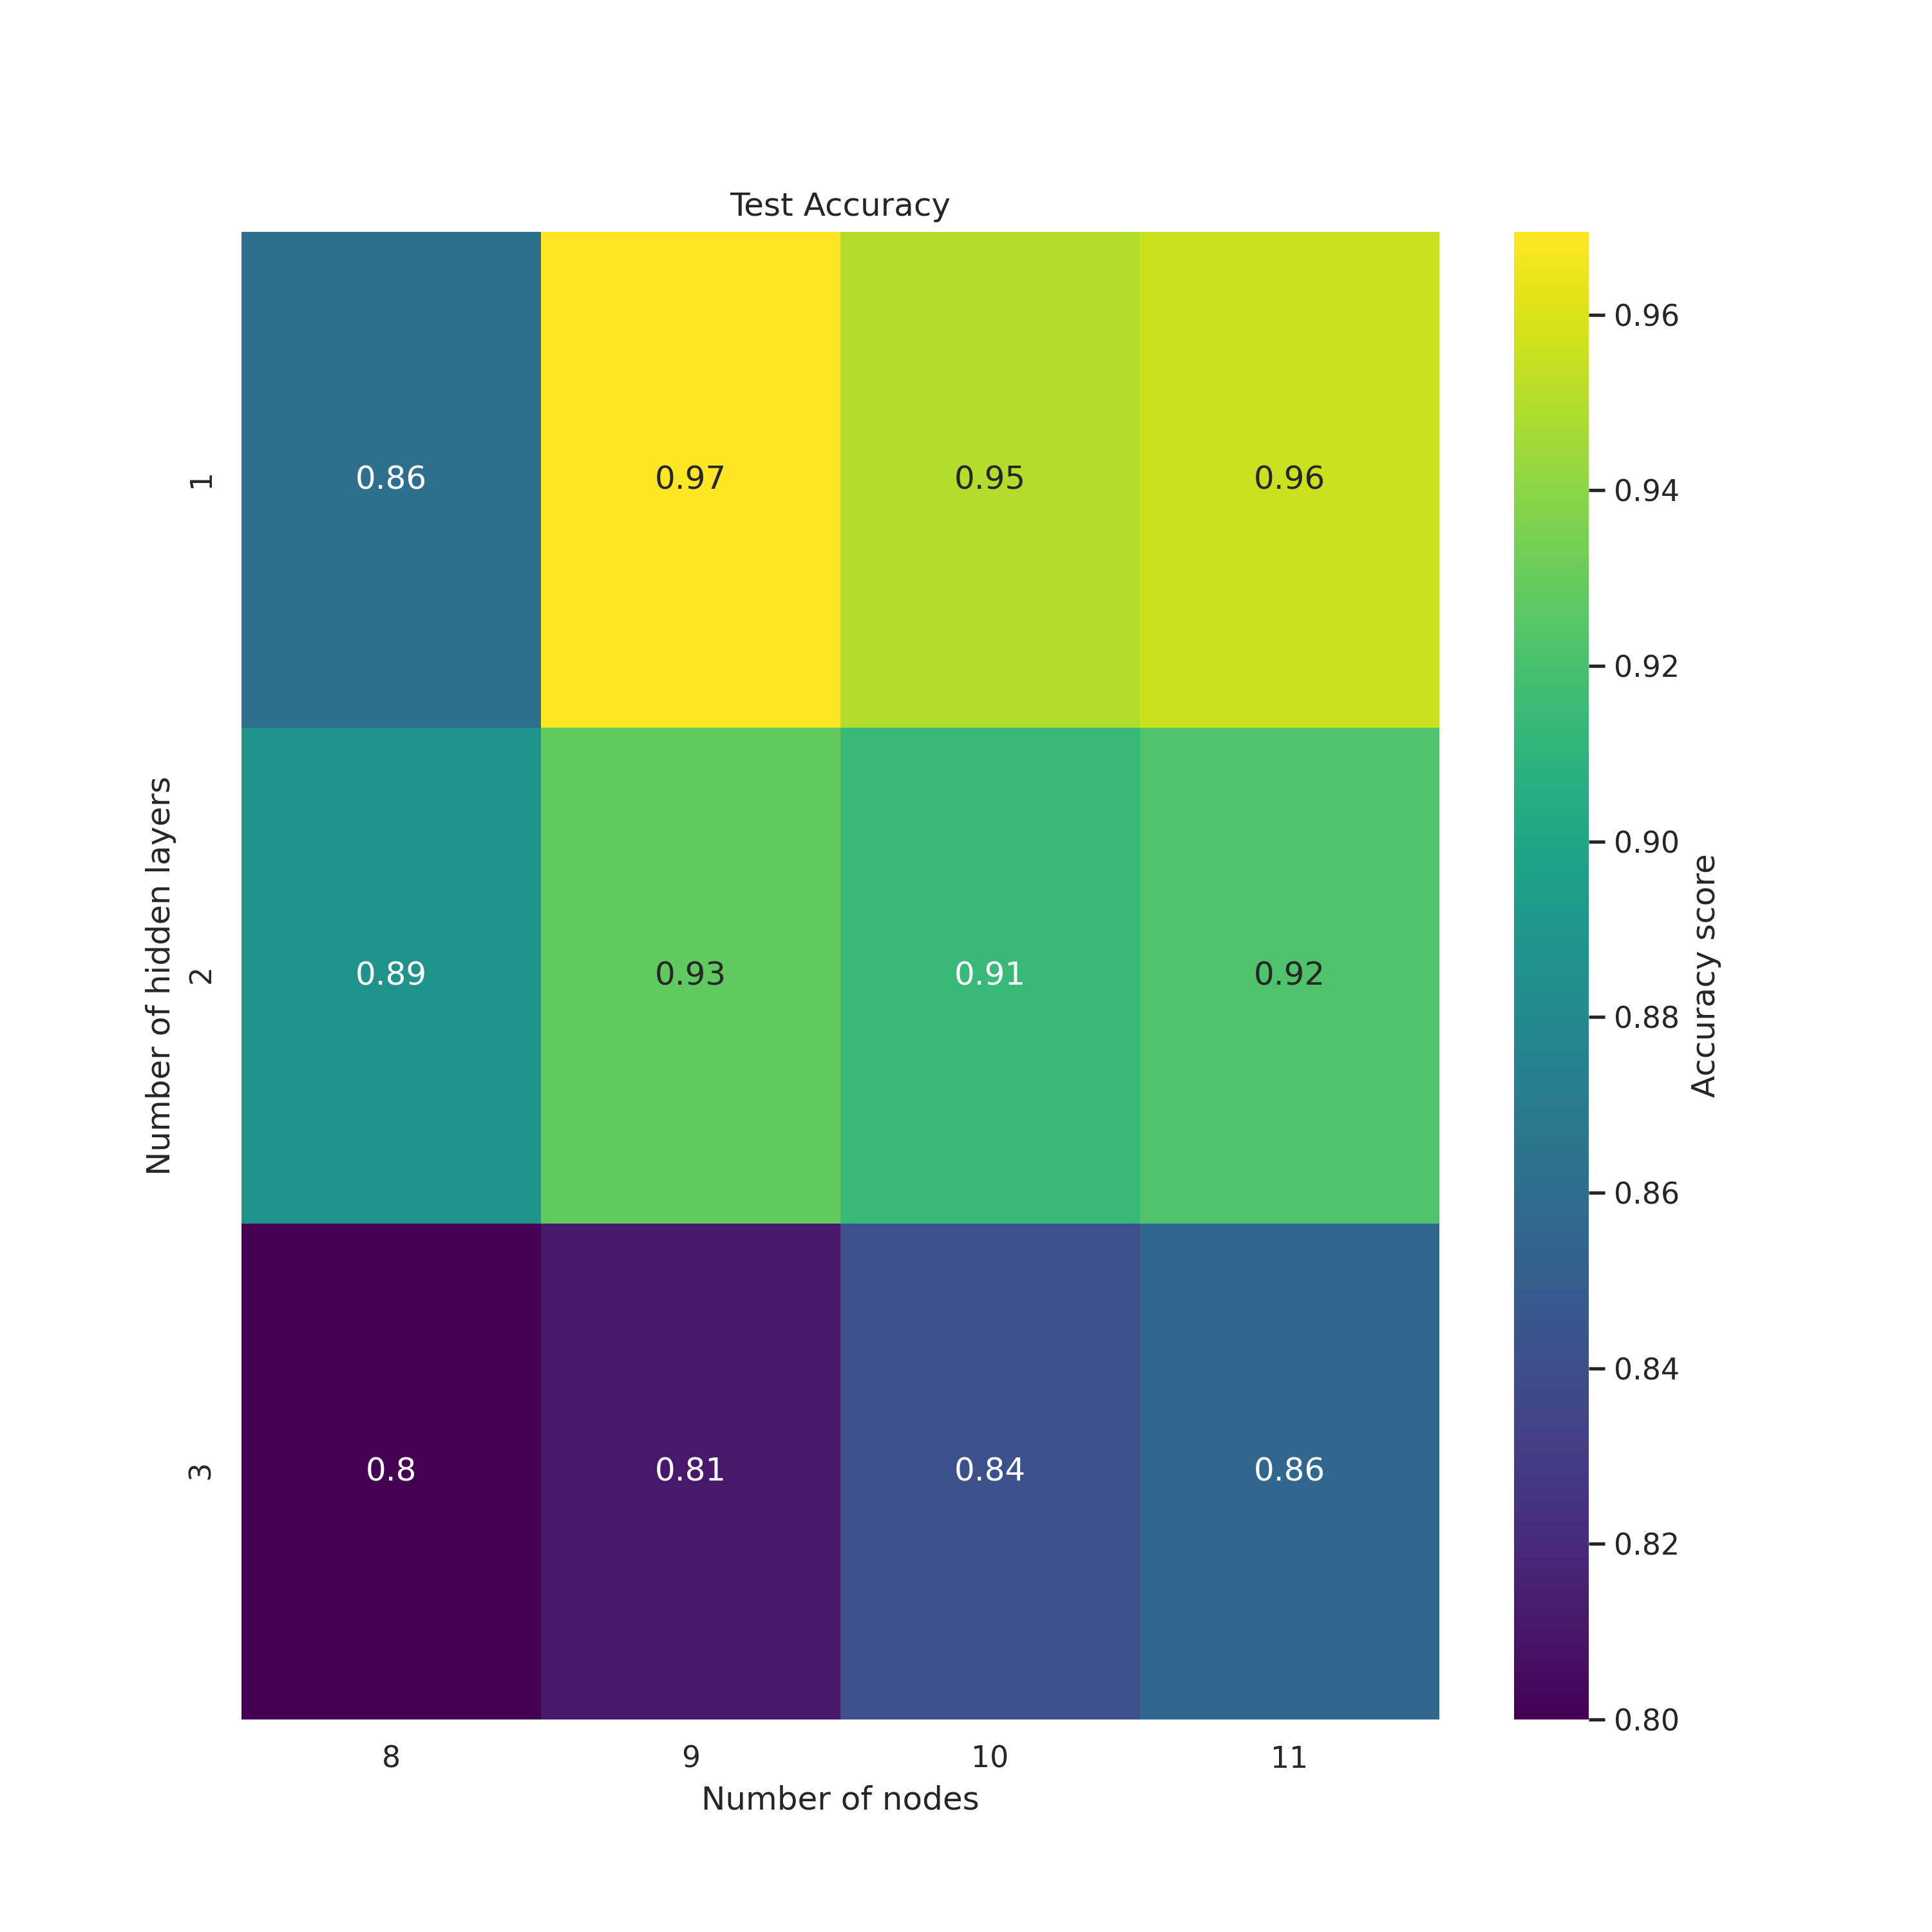 Test Accuracy
0.86 0.97 0.95 0.96
0.89 0.93 0.91 0.92
0.8 0.81 0.84 0.86
1
2
3
Number of hidden layers
8 9 10 11
Number of nodes
0.96
0.94
0.92
0.90
0.88
0.86
0.84
0.82
0.80
Accuracy score